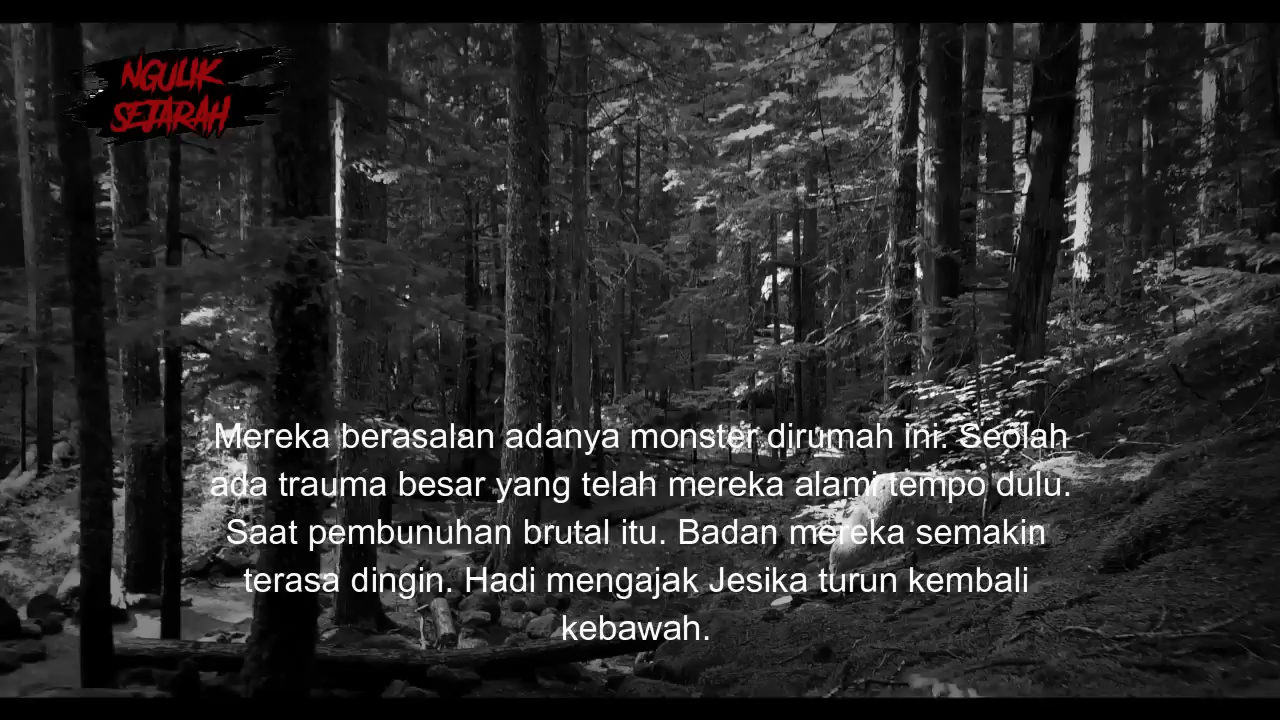 NGULIK
SEJARAH
Mereka berasalan adanya monster dirumah ini. Seolah
ada trauma besar yang telah mereka alami tempo dulu.
Saat pembunuhan brutal itu. Badan mereka semakin
terasa dingin. Hadi mengajak Jesika turun kembali
kebawah.